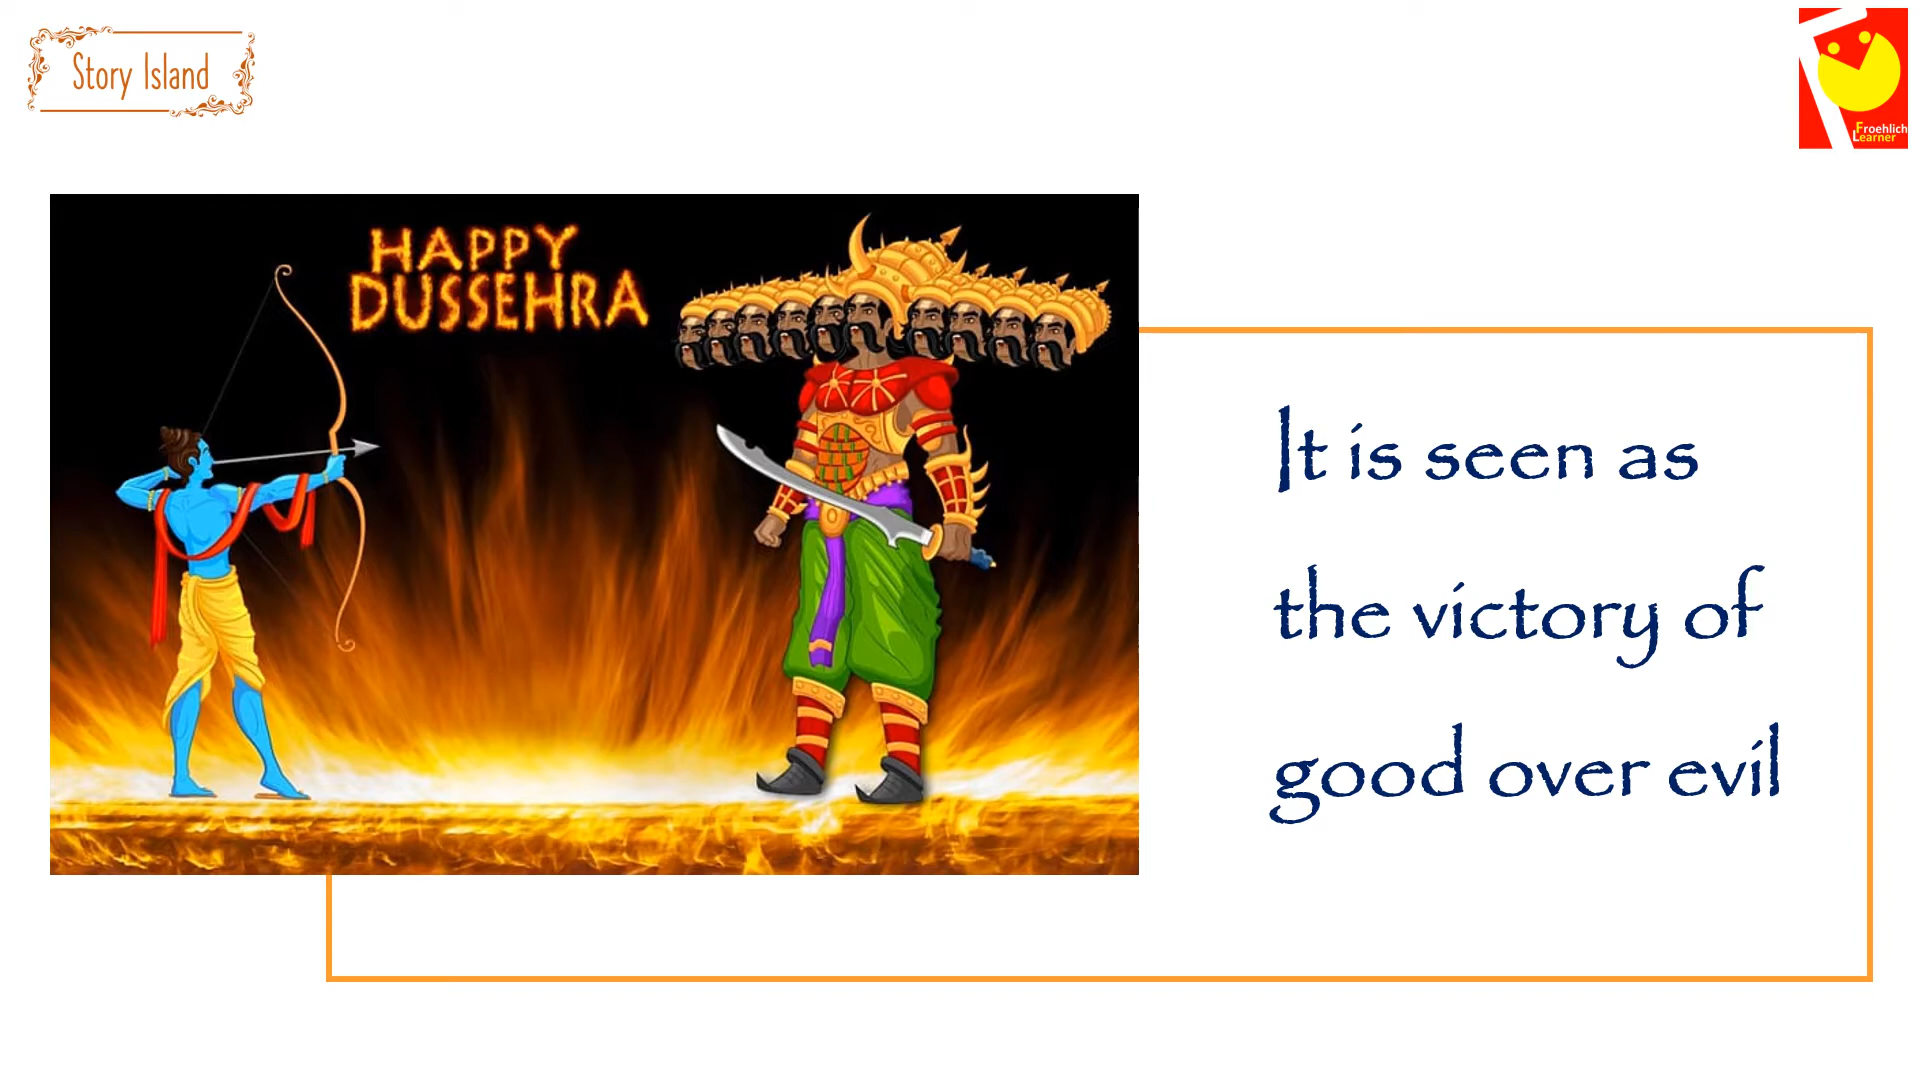 Story Island
Froehlich
Learner
HAPPY
DUSSEHRA
It is seen as
the victory of
good over evil